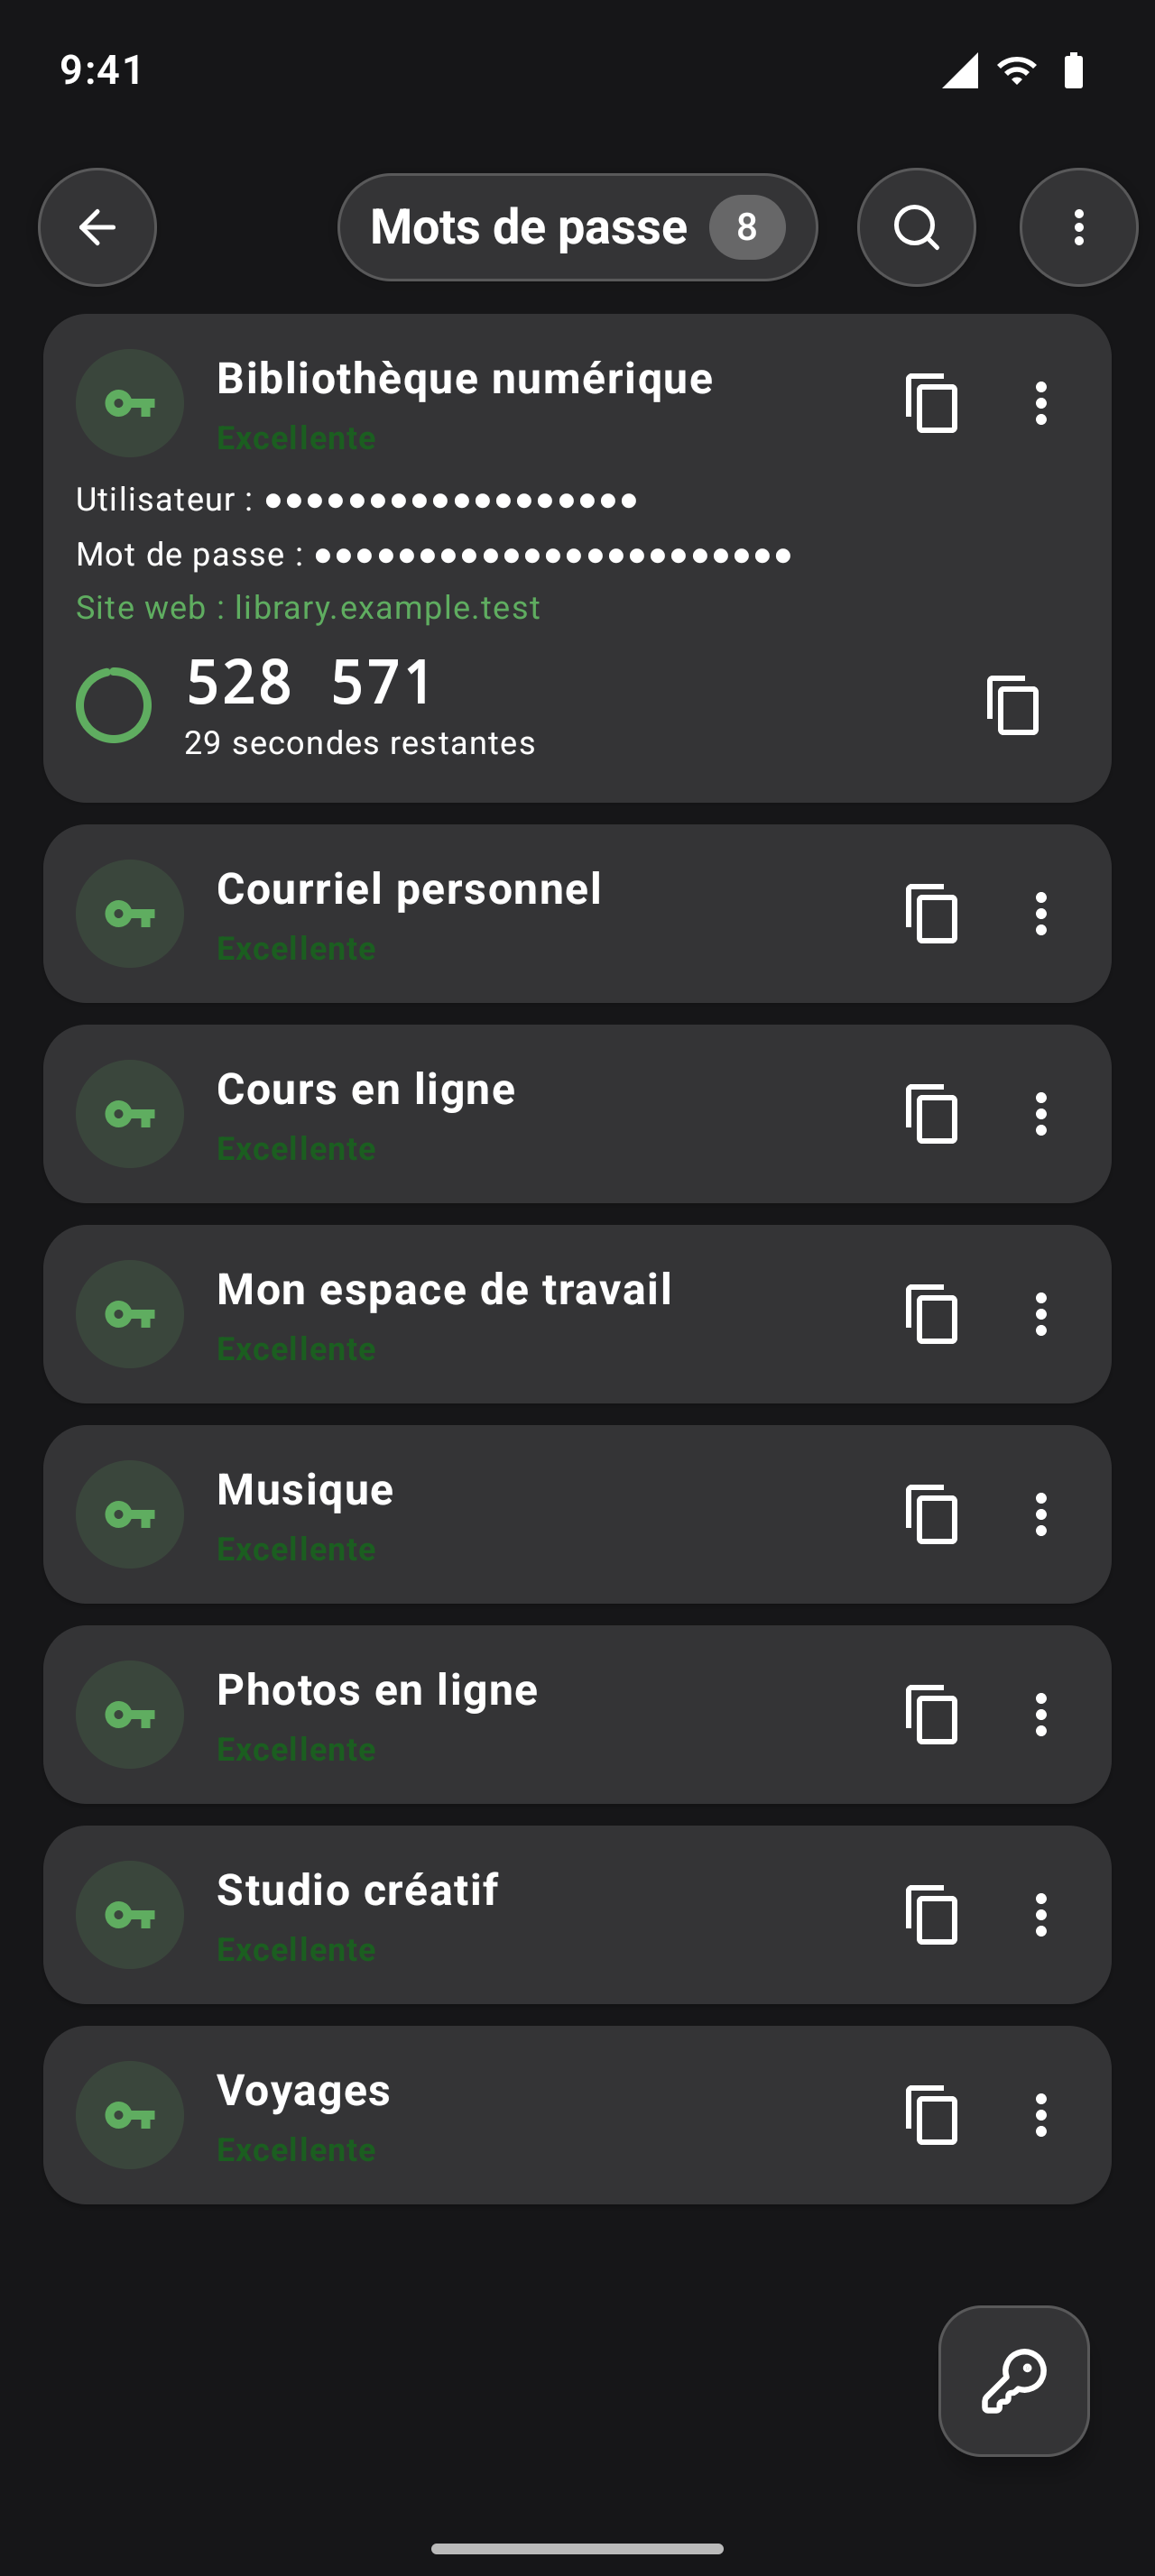 9:41
Mots de passe 8
Bibliothèque numérique
Excellente
Utilisateur : ●●●●●●●●●●●●●●●●●●
Mot de passe : ●●●●●●●●●●●●●●●●●●●●●●●
Site web : library.example.test
528 571
29 secondes restantes
Courriel personnel
Excellente
Cours en ligne
Excellente
Mon espace de travail
Excellente
Musique
Excellente
Photos en ligne
Excellente
Studio créatif
Excellente
Voyages
Excellente